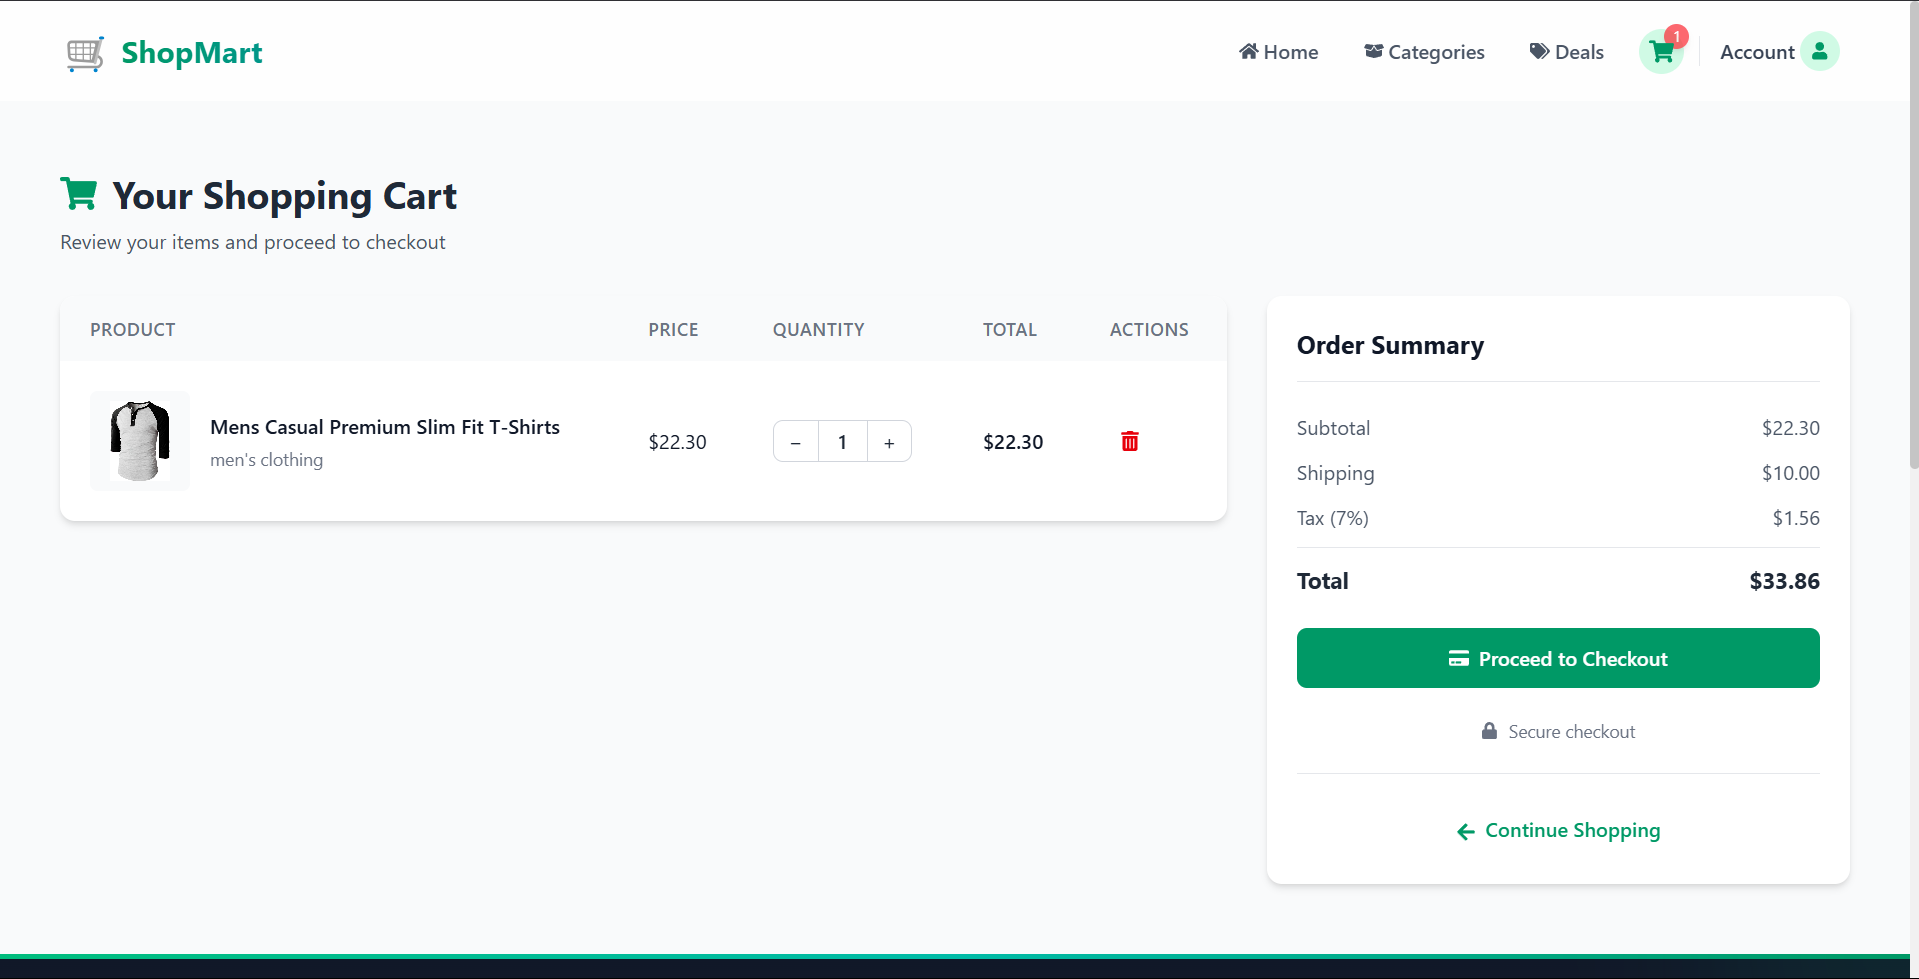 ShopMart
Home
Categories
Deals
1
Account
Your Shopping Cart
Review your items and proceed to checkout
PRODUCT PRICE QUANTITY TOTAL ACTIONS
Mens Casual Premium Slim Fit T-Shirts
men's clothing
$22.30
− 1 +
$22.30
Order Summary
Subtotal $22.30
Shipping $10.00
Tax (7%) $1.56
Total $33.86
Proceed to Checkout
Secure checkout
Continue Shopping